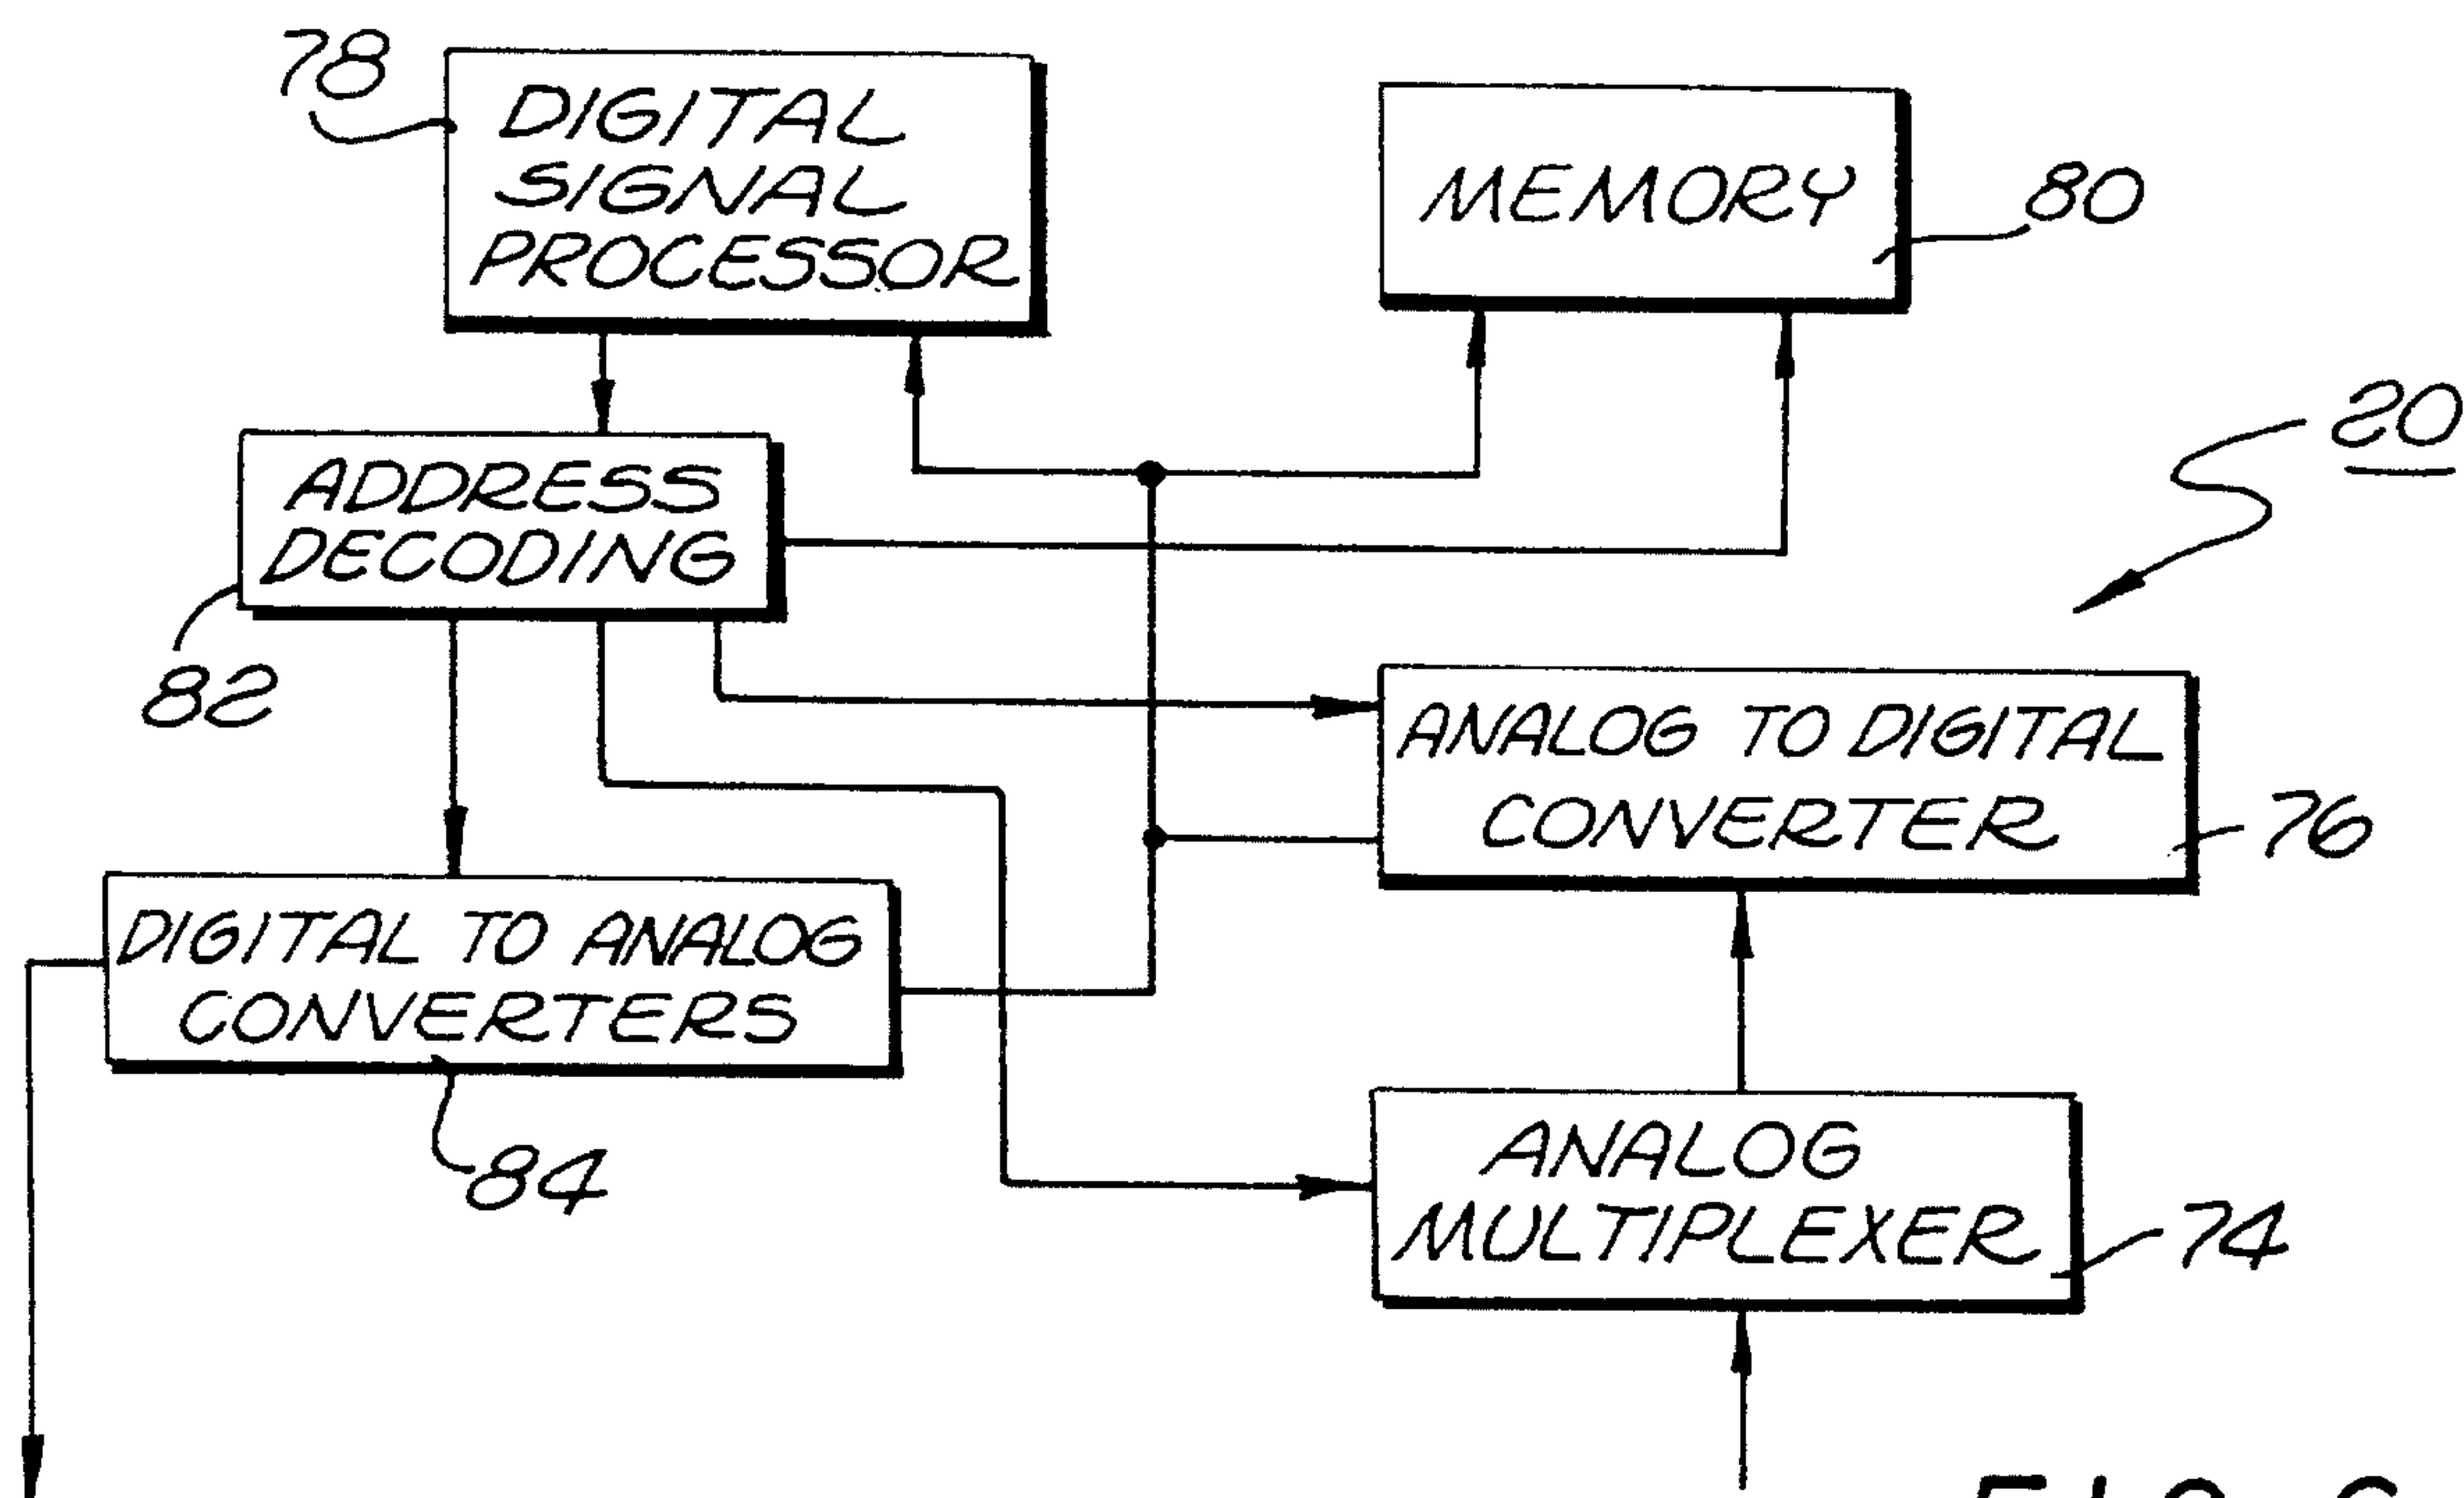 78
DIGITAL
SIGNAL
PROCESSOR
MEMORY
80
20
ADDRESS
DECODING
82
ANALOG TO DIGITAL
CONVERTER
76
DIGITAL TO ANALOG
CONVERTERS
84
ANALOG
MULTIPLEXER
74